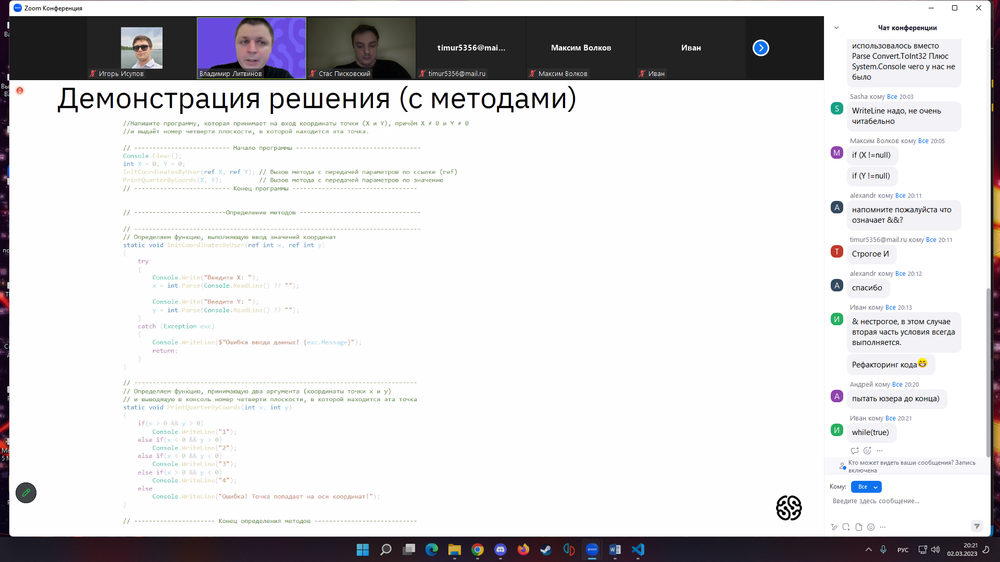 Zoom Конференция
timur5356@mai...
Максим Волков
Иван
Игорь Исупов
Владимир Литвинов
Стас Писковский
timur5356@mail.ru
Максим Волков
Иван
Демонстрация решения (с методами)
//Напишите программу, которая принимает на вход координаты точки (X и Y), причём X ≠ 0 и Y ≠ 0
//и выдаёт номер четверти плоскости, в которой находится эта точка.
// -------------------------- Начало программы ----------------------------------
Console.Clear();
int X = 0, Y = 0;
InitCoordinatesByUser(ref X, ref Y); // Вызов метода с передачей параметров по ссылке (ref)
PrintQuarterByCoords(X, Y);          // Вызов метода с передачей параметров по значению
// -------------------------- Конец программы ----------------------------------
// -------------------------Определение методов ---------------------------------
// ------------------------------------------------------------------------------
// Определяем функцию, выполняющую ввод значений координат
static void InitCoordinatesByUser(ref int x, ref int y)
{
    try
    {
        Console.Write("Введите X: ");
        x = int.Parse(Console.ReadLine() ?? "");
        Console.Write("Введите Y: ");
        y = int.Parse(Console.ReadLine() ?? "");
    }
    catch (Exception exc)
    {
        Console.WriteLine($"Ошибка ввода данных! {exc.Message}");
        return;
    }
}
// -----------------------------------------------------------------------------
// Определяем функцию, принимающую два аргумента (координаты точки x и y)
// и выводящую в консоль номер четверти плоскости, в которой находится эта точка
static void PrintQuarterByCoords(int x, int y)
{
    if(x > 0 && y > 0)
        Console.WriteLine("1");
    else if(x < 0 && y > 0)
        Console.WriteLine("2");
    else if(x < 0 && y < 0)
        Console.WriteLine("3");
    else if(x > 0 && y < 0)
        Console.WriteLine("4");
    else
        Console.WriteLine("Ошибка! Точка попадает на оси координат!");
}
// ---------------------- Конец определения методов ----------------------------
Чат конференции
использовалось вместо
Parse Convert.ToInt32 Плюс
System.Console чего у нас не
было
Sasha кому Все 20:03
S
WriteLine надо, не очень
читабельно
Максим Волков кому Все 20:05
М
if (X !=null)
if (Y !=null)
alexandr кому Все 20:11
A
напомните пожалуйста что
означает &&?
timur5356@mail.ru кому Все 20:11
T
Строгое И
alexandr кому Все 20:12
A
спасибо
Иван кому Все 20:13
И
& нестрогое, в этом случае
вторая часть условия всегда
выполняется.
Рефакторинг кода😁
Андрей кому Все 20:20
А
пытать юзера до конца)
Иван кому Все 20:21
И
while(true)
Кто может видеть ваши сообщения? Запись
включена
Кому: Все
Введите здесь сообщение...
zoom
РУС
20:21
02.03.2023